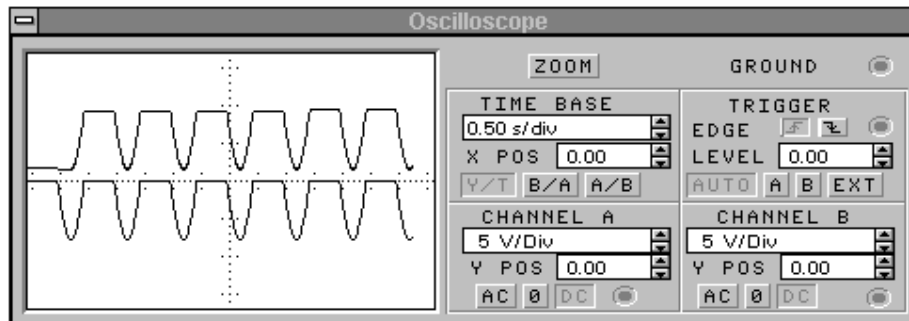 Oscilloscope
ZOOM GROUND
TIME BASE
0.50 s/div
X POS 0.00
Y/T B/A A/B
TRIGGER
EDGE
LEVEL 0.00
AUTO A B EXT
CHANNEL A
5 V/Div
Y POS 0.00
AC 0 DC
CHANNEL B
5 V/Div
Y POS 0.00
AC 0 DC